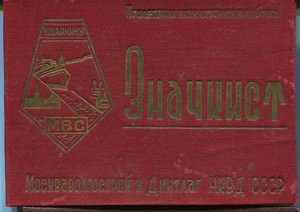 Пролетарии всех стран соединяйтесь!
УДАРНИКУ
МВС
Значкист
Москваволгострой и Дмитлаг НКВД СССР